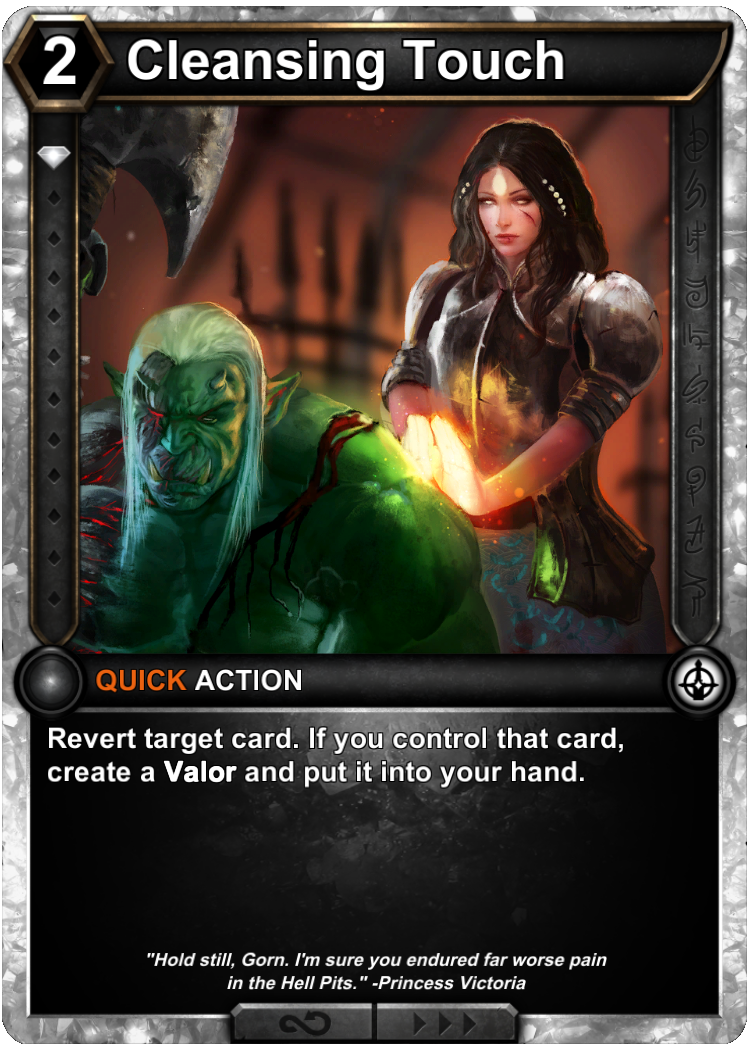 2 Cleansing Touch
QUICK ACTION
Revert target card. If you control that card,
create a Valor and put it into your hand.
"Hold still, Gorn. I'm sure you endured far worse pain
in the Hell Pits." -Princess Victoria